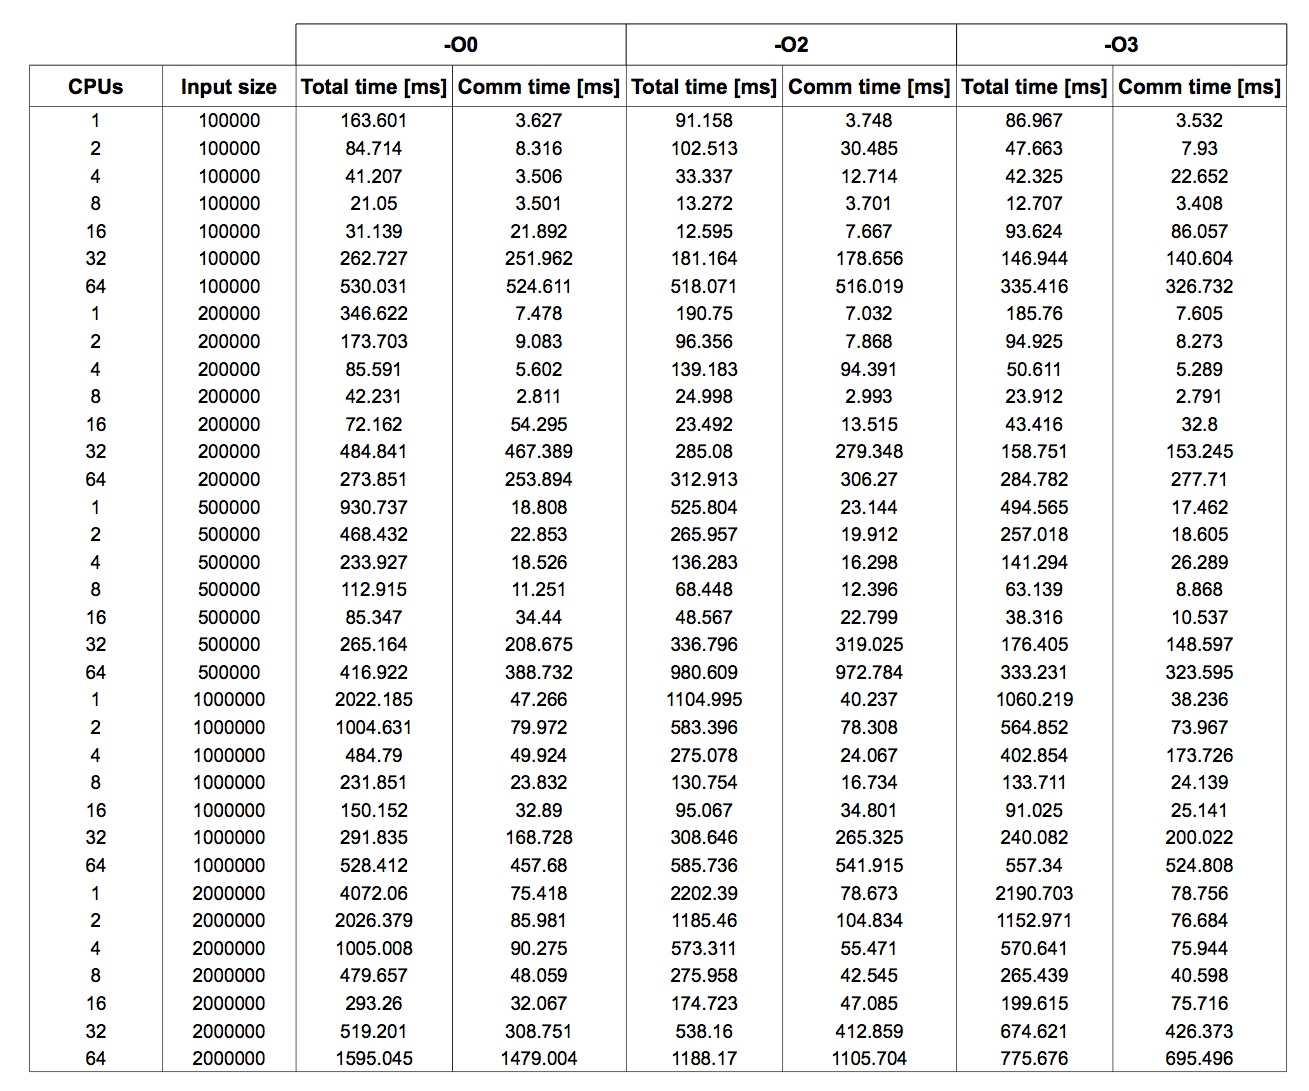 -O0 -O2 -O3
CPUs Input size Total time [ms] Comm time [ms] Total time [ms] Comm time [ms] Total time [ms] Comm time [ms]
1 100000 163.601 3.627 91.158 3.748 86.967 3.532
2 100000 84.714 8.316 102.513 30.485 47.663 7.93
4 100000 41.207 3.506 33.337 12.714 42.325 22.652
8 100000 21.05 3.501 13.272 3.701 12.707 3.408
16 100000 31.139 21.892 12.595 7.667 93.624 86.057
32 100000 262.727 251.962 181.164 178.656 146.944 140.604
64 100000 530.031 524.611 518.071 516.019 335.416 326.732
1 200000 346.622 7.478 190.75 7.032 185.76 7.605
2 200000 173.703 9.083 96.356 7.868 94.925 8.273
4 200000 85.591 5.602 139.183 94.391 50.611 5.289
8 200000 42.231 2.811 24.998 2.993 23.912 2.791
16 200000 72.162 54.295 23.492 13.515 43.416 32.8
32 200000 484.841 467.389 285.08 279.348 158.751 153.245
64 200000 273.851 253.894 312.913 306.27 284.782 277.71
1 500000 930.737 18.808 525.804 23.144 494.565 17.462
2 500000 468.432 22.853 265.957 19.912 257.018 18.605
4 500000 233.927 18.526 136.283 16.298 141.294 26.289
8 500000 112.915 11.251 68.448 12.396 63.139 8.868
16 500000 85.347 34.44 48.567 22.799 38.316 10.537
32 500000 265.164 208.675 336.796 319.025 176.405 148.597
64 500000 416.922 388.732 980.609 972.784 333.231 323.595
1 1000000 2022.185 47.266 1104.995 40.237 1060.219 38.236
2 1000000 1004.631 79.972 583.396 78.308 564.852 73.967
4 1000000 484.79 49.924 275.078 24.067 402.854 173.726
8 1000000 231.851 23.832 130.754 16.734 133.711 24.139
16 1000000 150.152 32.89 95.067 34.801 91.025 25.141
32 1000000 291.835 168.728 308.646 265.325 240.082 200.022
64 1000000 528.412 457.68 585.736 541.915 557.34 524.808
1 2000000 4072.06 75.418 2202.39 78.673 2190.703 78.756
2 2000000 2026.379 85.981 1185.46 104.834 1152.971 76.684
4 2000000 1005.008 90.275 573.311 55.471 570.641 75.944
8 2000000 479.657 48.059 275.958 42.545 265.439 40.598
16 2000000 293.26 32.067 174.723 47.085 199.615 75.716
32 2000000 519.201 308.751 538.16 412.859 674.621 426.373
64 2000000 1595.045 1479.004 1188.17 1105.704 775.676 695.496